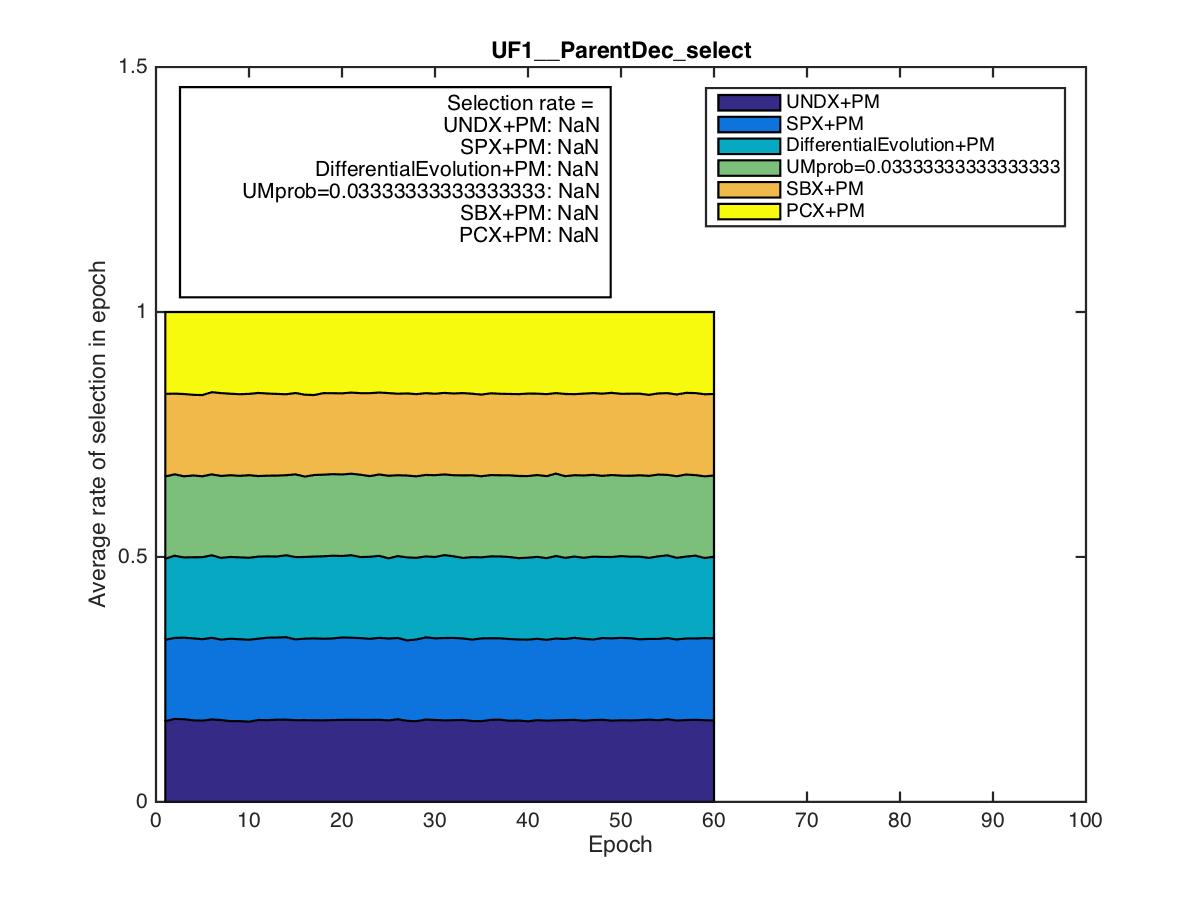 UF1__ParentDec_select
1.5
Selection rate =
UNDX+PM: NaN
SPX+PM: NaN
DifferentialEvolution+PM: NaN
UMprob=0.03333333333333333: NaN
SBX+PM: NaN
PCX+PM: NaN
UNDX+PM
SPX+PM
DifferentialEvolution+PM
UMprob=0.03333333333333333
SBX+PM
PCX+PM
Average rate of selection in epoch
1
0.5
0
0 10 20 30 40 50 60 70 80 90 100
Epoch